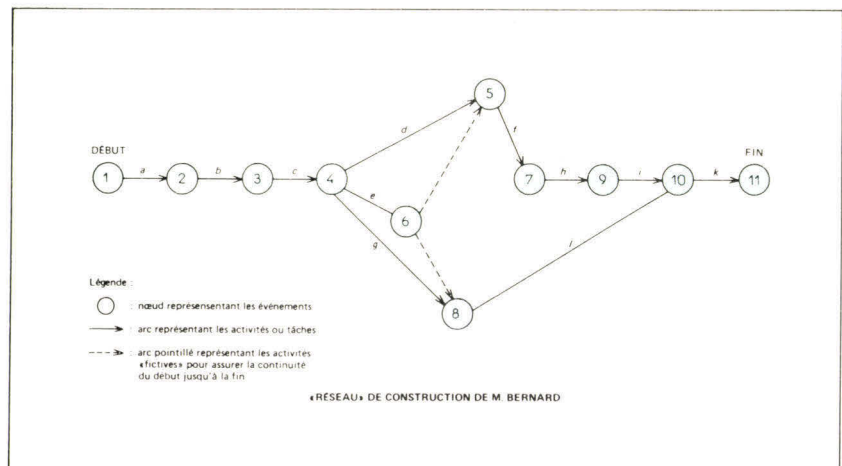 DÉBUT
1 a 2 b 3 c 4 d 5 f 7 h 9 i 10 k 11
FIN
e 6
g 8 l
Légende :
: nœud représensentant les événements
: arc représentant les activités ou tâches
: arc pointillé représentant les activités
«fictives» pour assurer la continuité
du début jusqu'à la fin
«RÉSEAU» DE CONSTRUCTION DE M. BERNARD